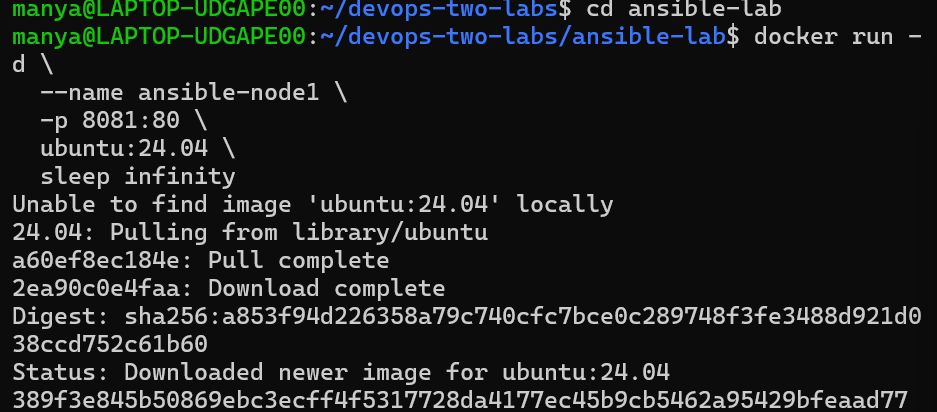 manya@LAPTOP-UDGAPE00:~/devops-two-labs$ cd ansible-lab
manya@LAPTOP-UDGAPE00:~/devops-two-labs/ansible-lab$ docker run -
d \
  --name ansible-node1 \
  -p 8081:80 \
  ubuntu:24.04 \
  sleep infinity
Unable to find image 'ubuntu:24.04' locally
24.04: Pulling from library/ubuntu
a60ef8ec184e: Pull complete
2ea90c0e4faa: Download complete
Digest: sha256:a853f94d226358a79c740cfc7bce0c289748f3fe3488d921d0
38ccd752c61b60
Status: Downloaded newer image for ubuntu:24.04
389f3e845b50869ebc3ecff4f5317728da4177ec45b9cb5462a95429bfeaad77